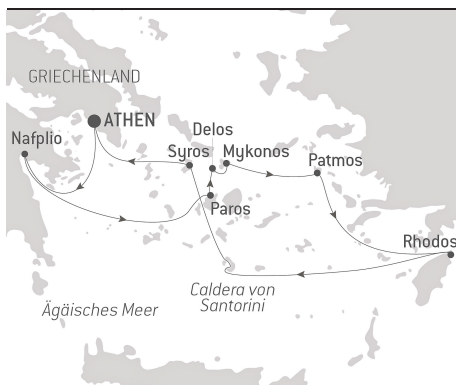 GRIECHENLAND
ATHEN
Nafplio
Delos
Syros
Mykonos
Patmos
Paros
Rhodos
Caldera von
Santorini
Ägäisches Meer